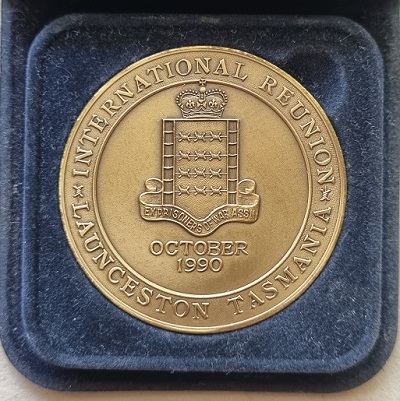 INTERNATIONAL REUNION
EX PRISONERS OF WAR ASSN
OCTOBER
1990
LAUNCESTON TASMANIA